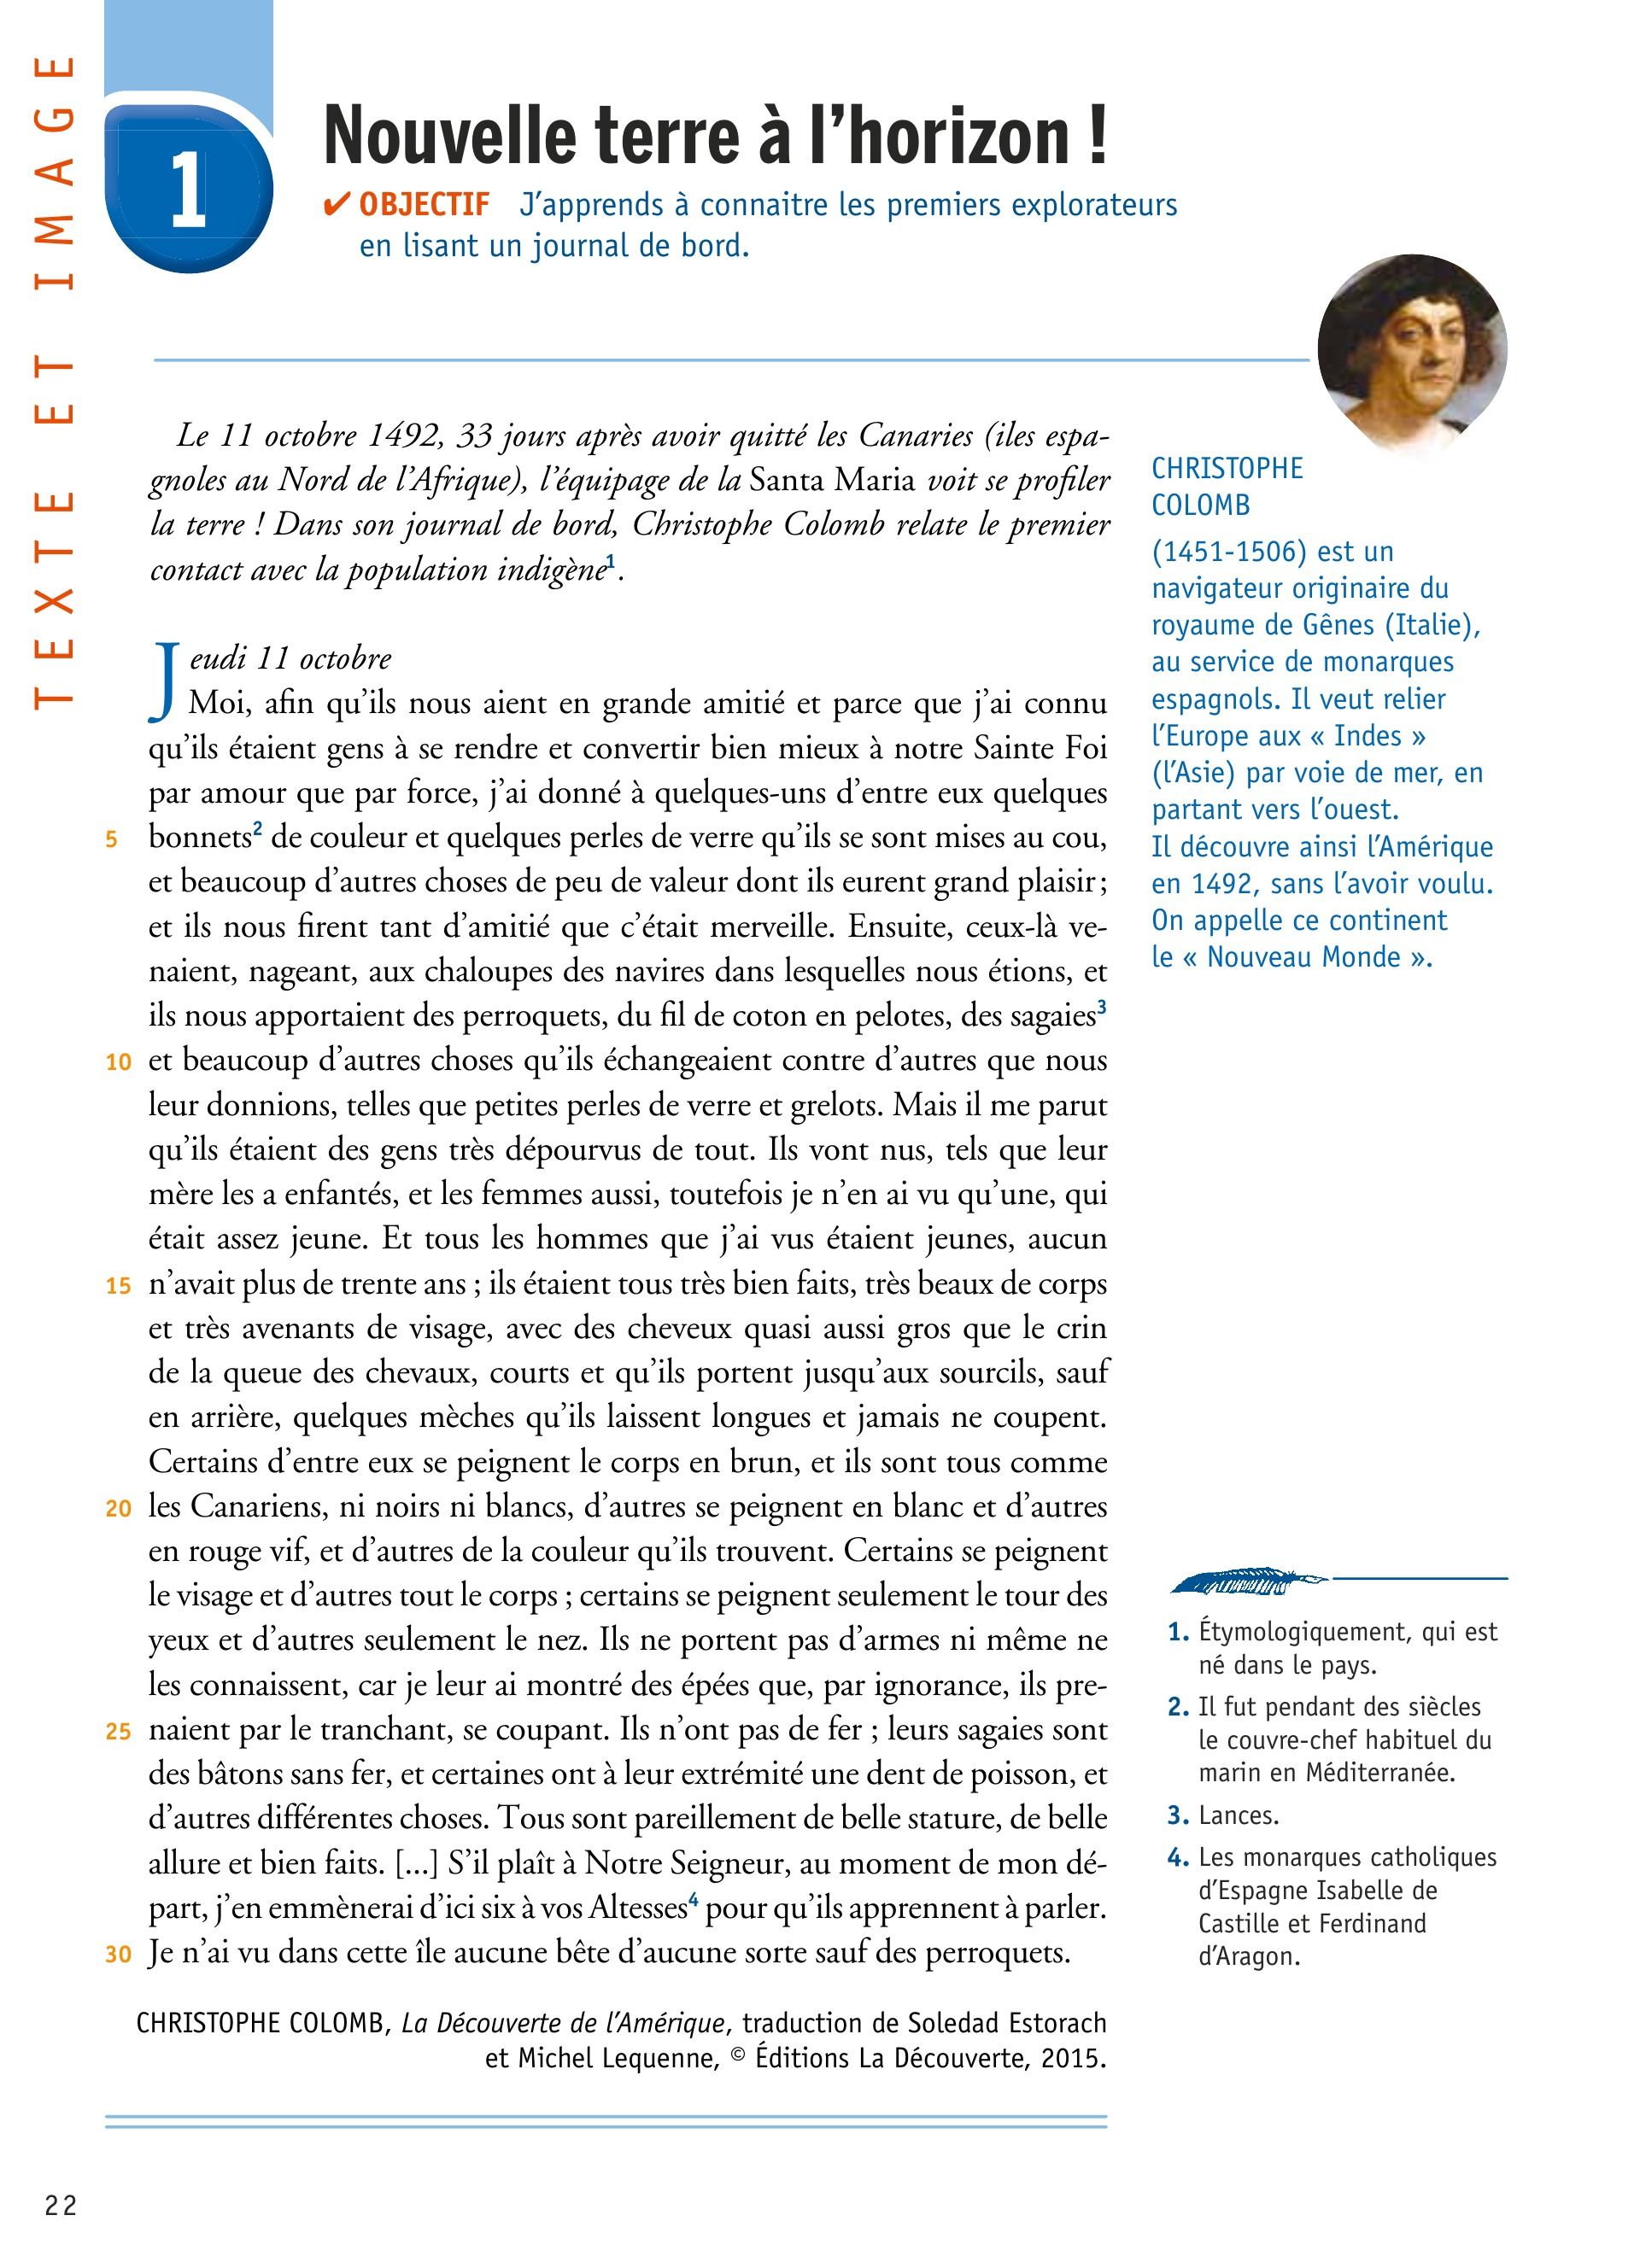 TEXTE ET IMAGE
1
Nouvelle terre à l’horizon !
✔ OBJECTIF J’apprends à connaitre les premiers explorateurs
en lisant un journal de bord.
Le 11 octobre 1492, 33 jours après avoir quitté les Canaries (iles espa-
gnoles au Nord de l’Afrique), l’équipage de la Santa Maria voit se profiler
la terre ! Dans son journal de bord, Christophe Colomb relate le premier
contact avec la population indigène1.
Jeudi 11 octobre
Moi, afin qu’ils nous aient en grande amitié et parce que j’ai connu
qu’ils étaient gens à se rendre et convertir bien mieux à notre Sainte Foi
par amour que par force, j’ai donné à quelques-uns d’entre eux quelques
5 bonnets2 de couleur et quelques perles de verre qu’ils se sont mises au cou,
et beaucoup d’autres choses de peu de valeur dont ils eurent grand plaisir ;
et ils nous firent tant d’amitié que c’était merveille. Ensuite, ceux-là ve-
naient, nageant, aux chaloupes des navires dans lesquelles nous étions, et
ils nous apportaient des perroquets, du fil de coton en pelotes, des sagaies3
10 et beaucoup d’autres choses qu’ils échangeaient contre d’autres que nous
leur donnions, telles que petites perles de verre et grelots. Mais il me parut
qu’ils étaient des gens très dépourvus de tout. Ils vont nus, tels que leur
mère les a enfantés, et les femmes aussi, toutefois je n’en ai vu qu’une, qui
était assez jeune. Et tous les hommes que j’ai vus étaient jeunes, aucun
15 n’avait plus de trente ans ; ils étaient tous très bien faits, très beaux de corps
et très avenants de visage, avec des cheveux quasi aussi gros que le crin
de la queue des chevaux, courts et qu’ils portent jusqu’aux sourcils, sauf
en arrière, quelques mèches qu’ils laissent longues et jamais ne coupent.
Certains d’entre eux se peignent le corps en brun, et ils sont tous comme
20 les Canariens, ni noirs ni blancs, d’autres se peignent en blanc et d’autres
en rouge vif, et d’autres de la couleur qu’ils trouvent. Certains se peignent
le visage et d’autres tout le corps ; certains se peignent seulement le tour des
yeux et d’autres seulement le nez. Ils ne portent pas d’armes ni même ne
les connaissent, car je leur ai montré des épées que, par ignorance, ils pre-
25 naient par le tranchant, se coupant. Ils n’ont pas de fer ; leurs sagaies sont
des bâtons sans fer, et certaines ont à leur extrémité une dent de poisson, et
d’autres différentes choses. Tous sont pareillement de belle stature, de belle
allure et bien faits. [...] S’il plaît à Notre Seigneur, au moment de mon dé-
part, j’en emmènerai d’ici six à vos Altesses4 pour qu’ils apprennent à parler.
30 Je n’ai vu dans cette île aucune bête d’aucune sorte sauf des perroquets.
CHRISTOPHE COLOMB, La Découverte de l’Amérique, traduction de Soledad Estorach
et Michel Lequenne, © Éditions La Découverte, 2015.
CHRISTOPHE
COLOMB
(1451-1506) est un
navigateur originaire du
royaume de Gênes (Italie),
au service de monarques
espagnols. Il veut relier
l’Europe aux « Indes »
(l’Asie) par voie de mer, en
partant vers l’ouest.
Il découvre ainsi l’Amérique
en 1492, sans l’avoir voulu.
On appelle ce continent
le « Nouveau Monde ».
1. Étymologiquement, qui est
né dans le pays.
2. Il fut pendant des siècles
le couvre-chef habituel du
marin en Méditerranée.
3. Lances.
4. Les monarques catholiques
d’Espagne Isabelle de
Castille et Ferdinand
d’Aragon.
22